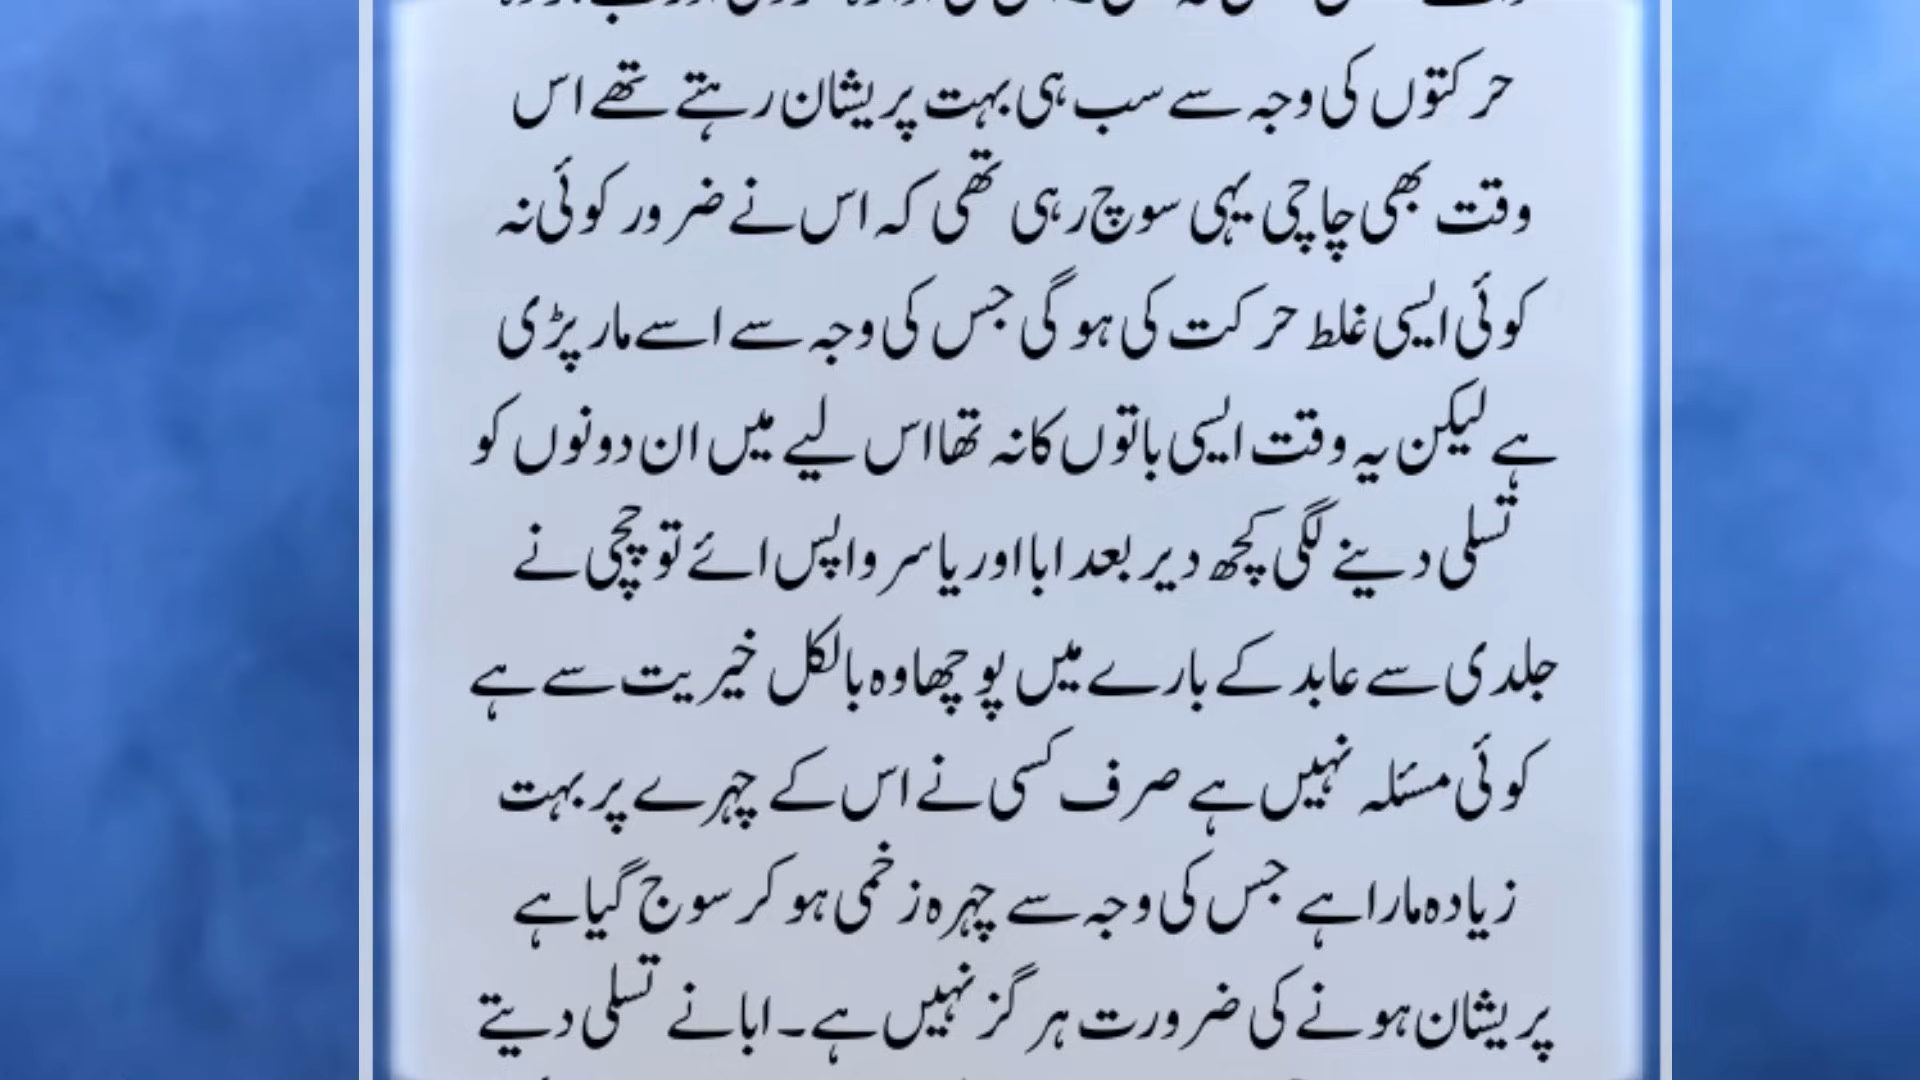 حرکتوں کی وجہ سے سب ہی بہت پریشان رہتے تھے اس
وقت بھی چاچی یہی سوچ رہی تھی کہ اس نے ضرور کوئی نہ
کوئی ایسی غلط حرکت کی ہو گی جس کی وجہ سے اسے مار پڑی
ہے لیکن یہ وقت ایسی باتوں کا نہ تھا اس لیے میں ان دونوں کو
تسلی دینے لگی کچھ دیر بعد ابا اور یاسر واپس ائے تو چچی نے
جلدی سے عابد کے بارے میں پوچھا وہ بالکل خیریت سے ہے
کوئی مسئلہ نہیں ہے صرف کسی نے اس کے چہرے پر بہت
زیادہ مارا ہے جس کی وجہ سے چہرہ زخمی ہو کر سوج گیا ہے
پریشان ہونے کی ضرورت ہر گز نہیں ہے۔ ابا نے تسلی دیتے